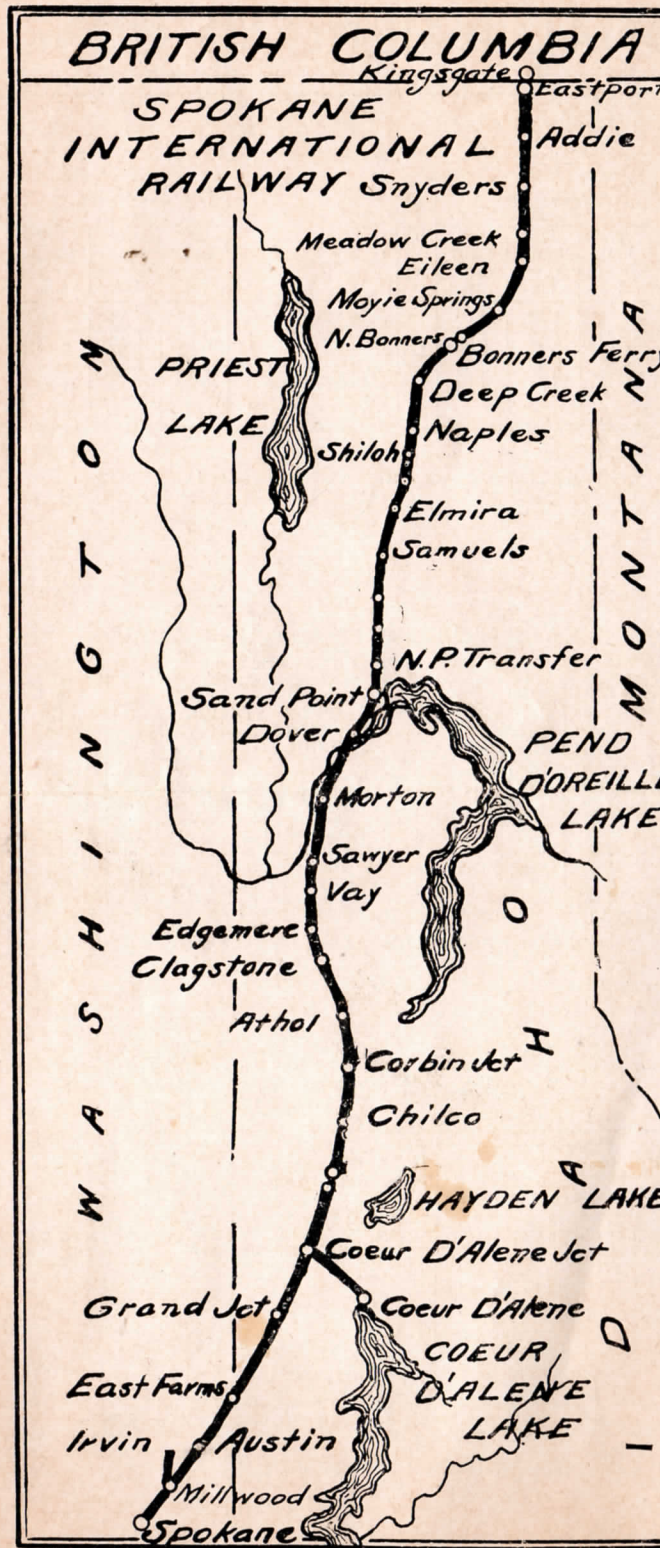 BRITISH COLUMBIA
Kingsgate
Eastport
SPOKANE
INTERNATIONAL
RAILWAY
Addie
Snyders
Meadow Creek
Eileen
Moyie Springs
N. Bonners
Bonners Ferry
PRIEST
LAKE
Deep Creek
Naples
Shiloh
Elmira
Samuels
N.P. Transfer
Sand Point
Dover
PEND
D'OREILLE
LAKE
Morton
Sawyer
Vay
Edgemere
Clagstone
Athol
Corbin Jct
Chilco
HAYDEN LAKE
Coeur D'Alene Jct
Grand Jct
Coeur D'Alene
COEUR
D'ALENE
LAKE
East Farms
Irvin
Austin
Millwood
Spokane
WASHINGTON
MONTANA
IDAHO